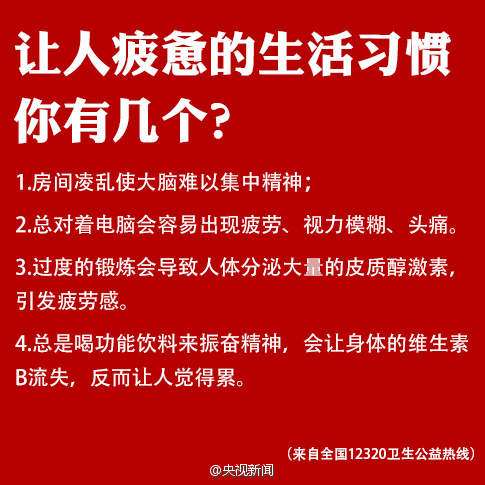 让人疲惫的生活习惯
你有几个？
1.房间凌乱使大脑难以集中精神；
2.总对着电脑会容易出现疲劳、视力模糊、头痛。
3.过度的锻炼会导致人体分泌大量的皮质醇激素，
引发疲劳感。
4.总是喝功能饮料来振奋精神，会让身体的维生素
B流失，反而让人觉得累。
（来自全国12320卫生公益热线）
@央视新闻